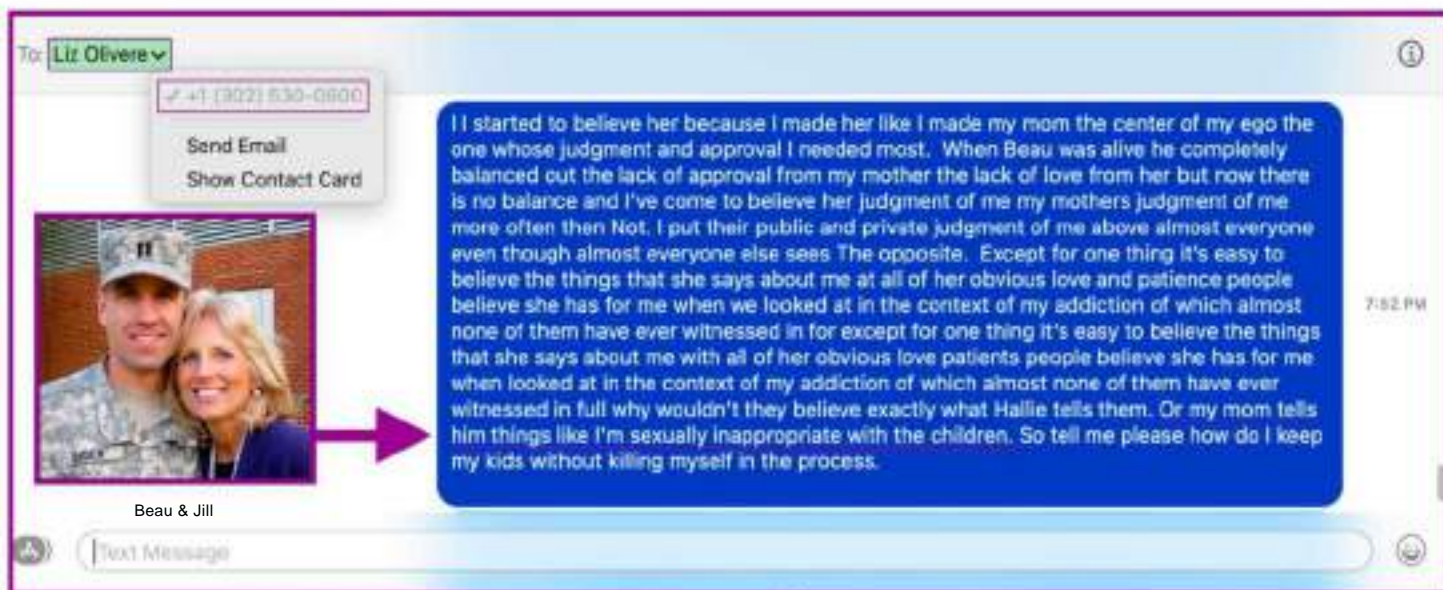 To: Liz Olivere
+1 (302) 530-0600
Send Email
Show Contact Card
I I started to believe her because I made her like I made my mom the center of my ego the
one whose judgment and approval I needed most. When Beau was alive he completely
balanced out the lack of approval from my mother the lack of love from her but now there
is no balance and I've come to believe her judgment of me my mothers judgment of me
more often then Not. I put their public and private judgment of me above almost everyone
even though almost everyone else sees The opposite. Except for one thing it's easy to
believe the things that she says about me at all of her obvious love and patience people
believe she has for me when we looked at in the context of my addiction of which almost
none of them have ever witnessed in for except for one thing it's easy to believe the things
that she says about me with all of her obvious love patients people believe she has for me
when looked at in the context of my addiction of which almost none of them have ever
witnessed in full why wouldn't they believe exactly what Hallie tells them. Or my mom tells
him things like I'm sexually inappropriate with the children. So tell me please how do I keep
my kids without killing myself in the process.
7:52 PM
Beau & Jill
Text Message